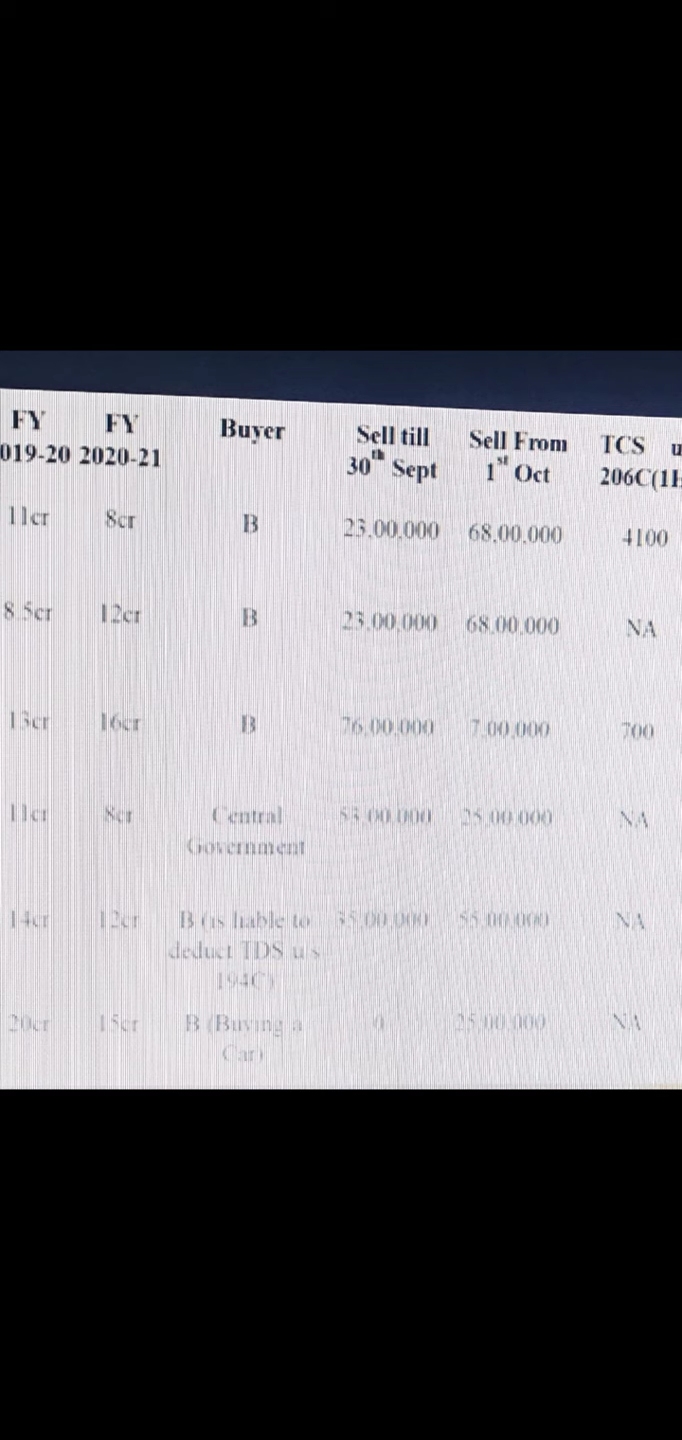 FY FY Buyer Sell till Sell From TCS u
019-20 2020-21 30th Sept 1st Oct 206C(1H
11cr 8cr B 23,00,000 68,00,000 4100
8.5cr 12cr B 23,00,000 68,00,000 NA
13cr 16cr B 76,00,000 7,00,000 700
11cr 8cr Central 53,00,000 25,00,000 NA
Government
14cr 12cr B (is liable to 35,00,000 55,00,000 NA
deduct TDS u/s
194C)
20cr 15cr B (Buying a 0 25,00,000 NA
Car)